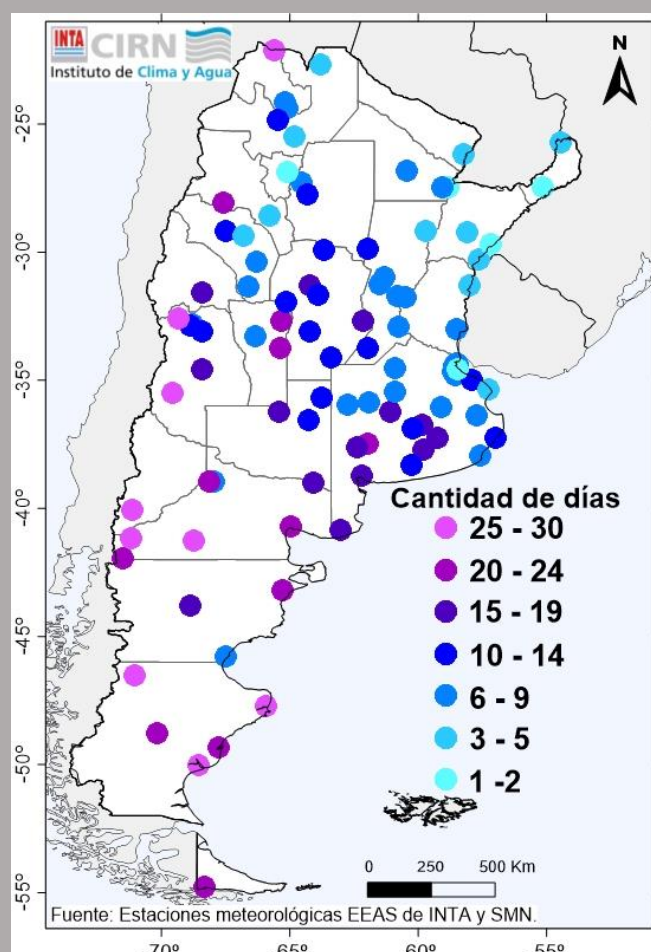 INTA CIRN
Instituto de Clima y Agua
N
-25°
-30°
-35°
-40°
-45°
-50°
-55°
Cantidad de días
25 - 30
20 - 24
15 - 19
10 - 14
6 - 9
3 - 5
1 -2
0 250 500 Km
Fuente: Estaciones meteorológicas EEAS de INTA y SMN.
-70° -65° -60° -55°